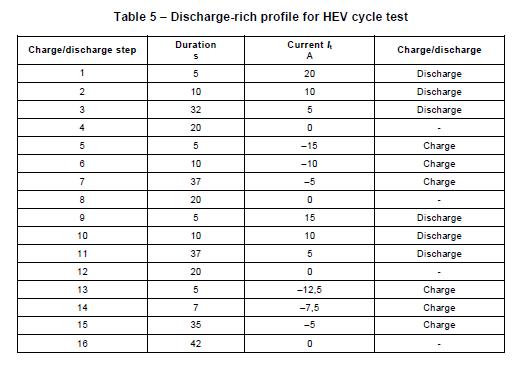 Table 5 – Discharge-rich profile for HEV cycle test
Charge/discharge step Duration s Current It A Charge/discharge
1 5 20 Discharge
2 10 10 Discharge
3 32 5 Discharge
4 20 0 -
5 5 –15 Charge
6 10 –10 Charge
7 37 –5 Charge
8 20 0 -
9 5 15 Discharge
10 10 10 Discharge
11 37 5 Discharge
12 20 0 -
13 5 –12,5 Charge
14 7 –7,5 Charge
15 35 –5 Charge
16 42 0 -